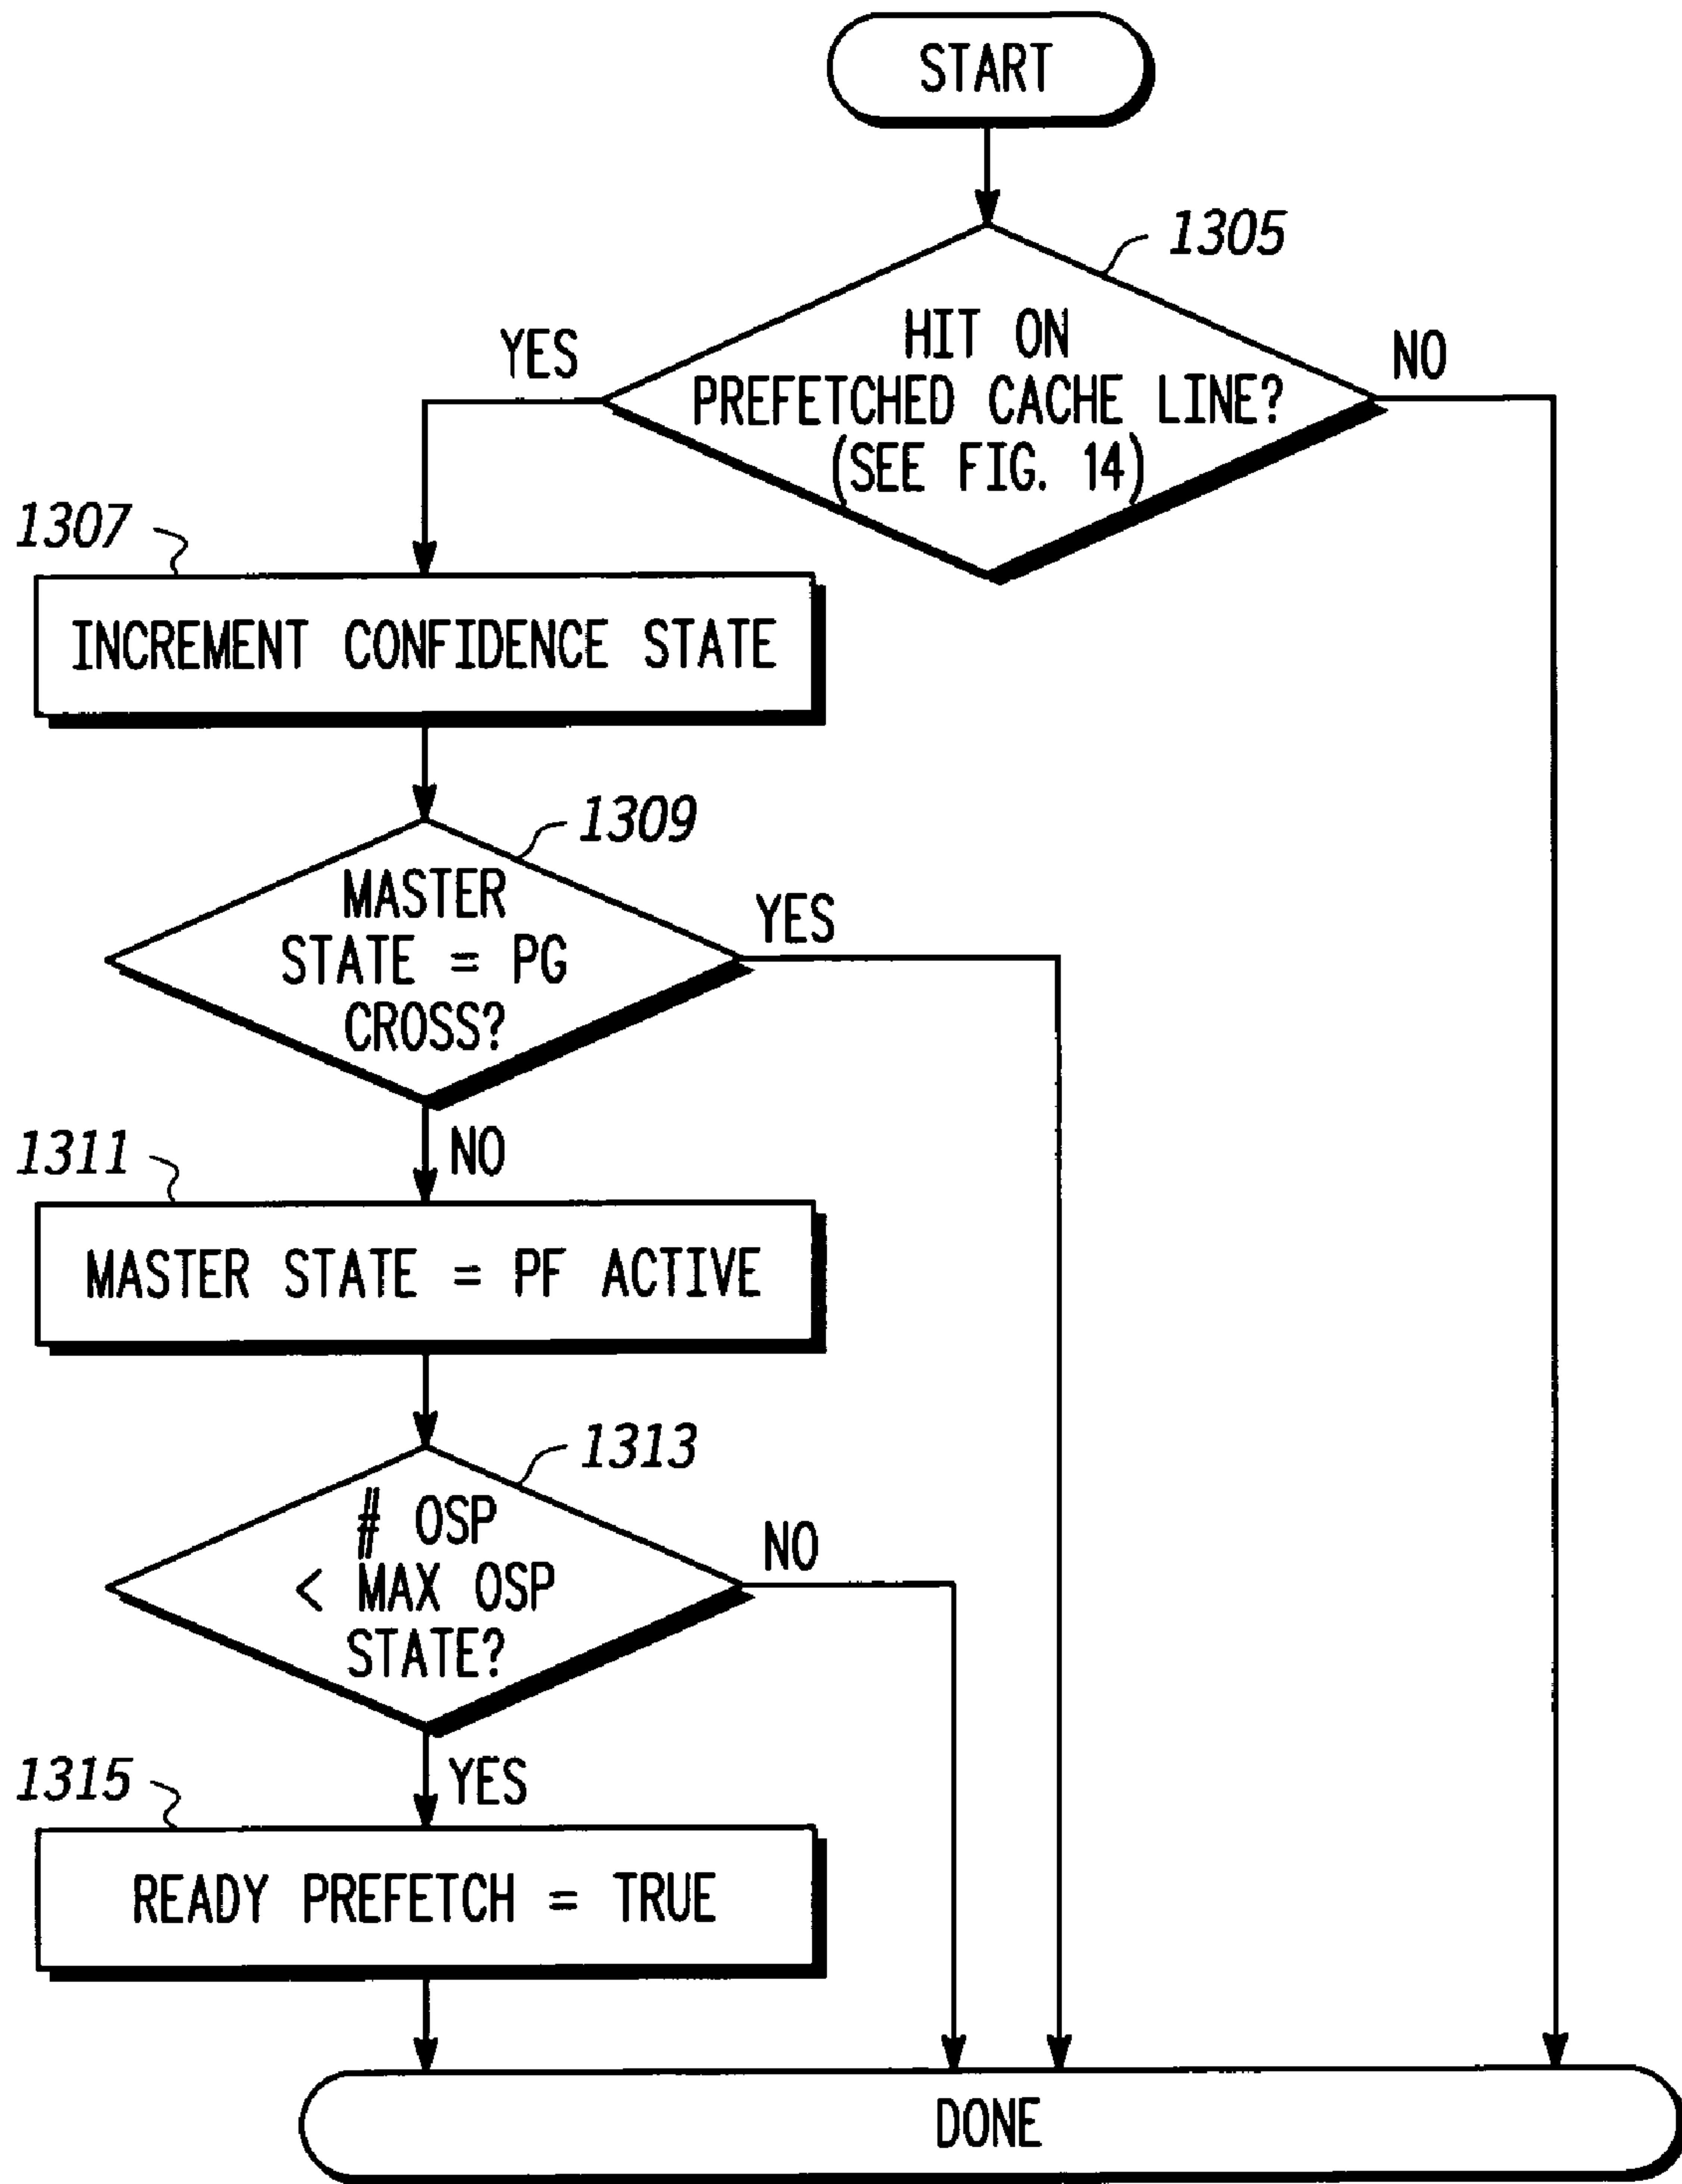 START
1305
HIT ON
PREFETCHED CACHE LINE?
(SEE FIG. 14)
YES
NO
1307
INCREMENT CONFIDENCE STATE
1309
MASTER
STATE = PG
CROSS?
YES
NO
1311
MASTER STATE = PF ACTIVE
1313
# OSP
< MAX OSP
STATE?
NO
YES
1315
READY PREFETCH = TRUE
DONE